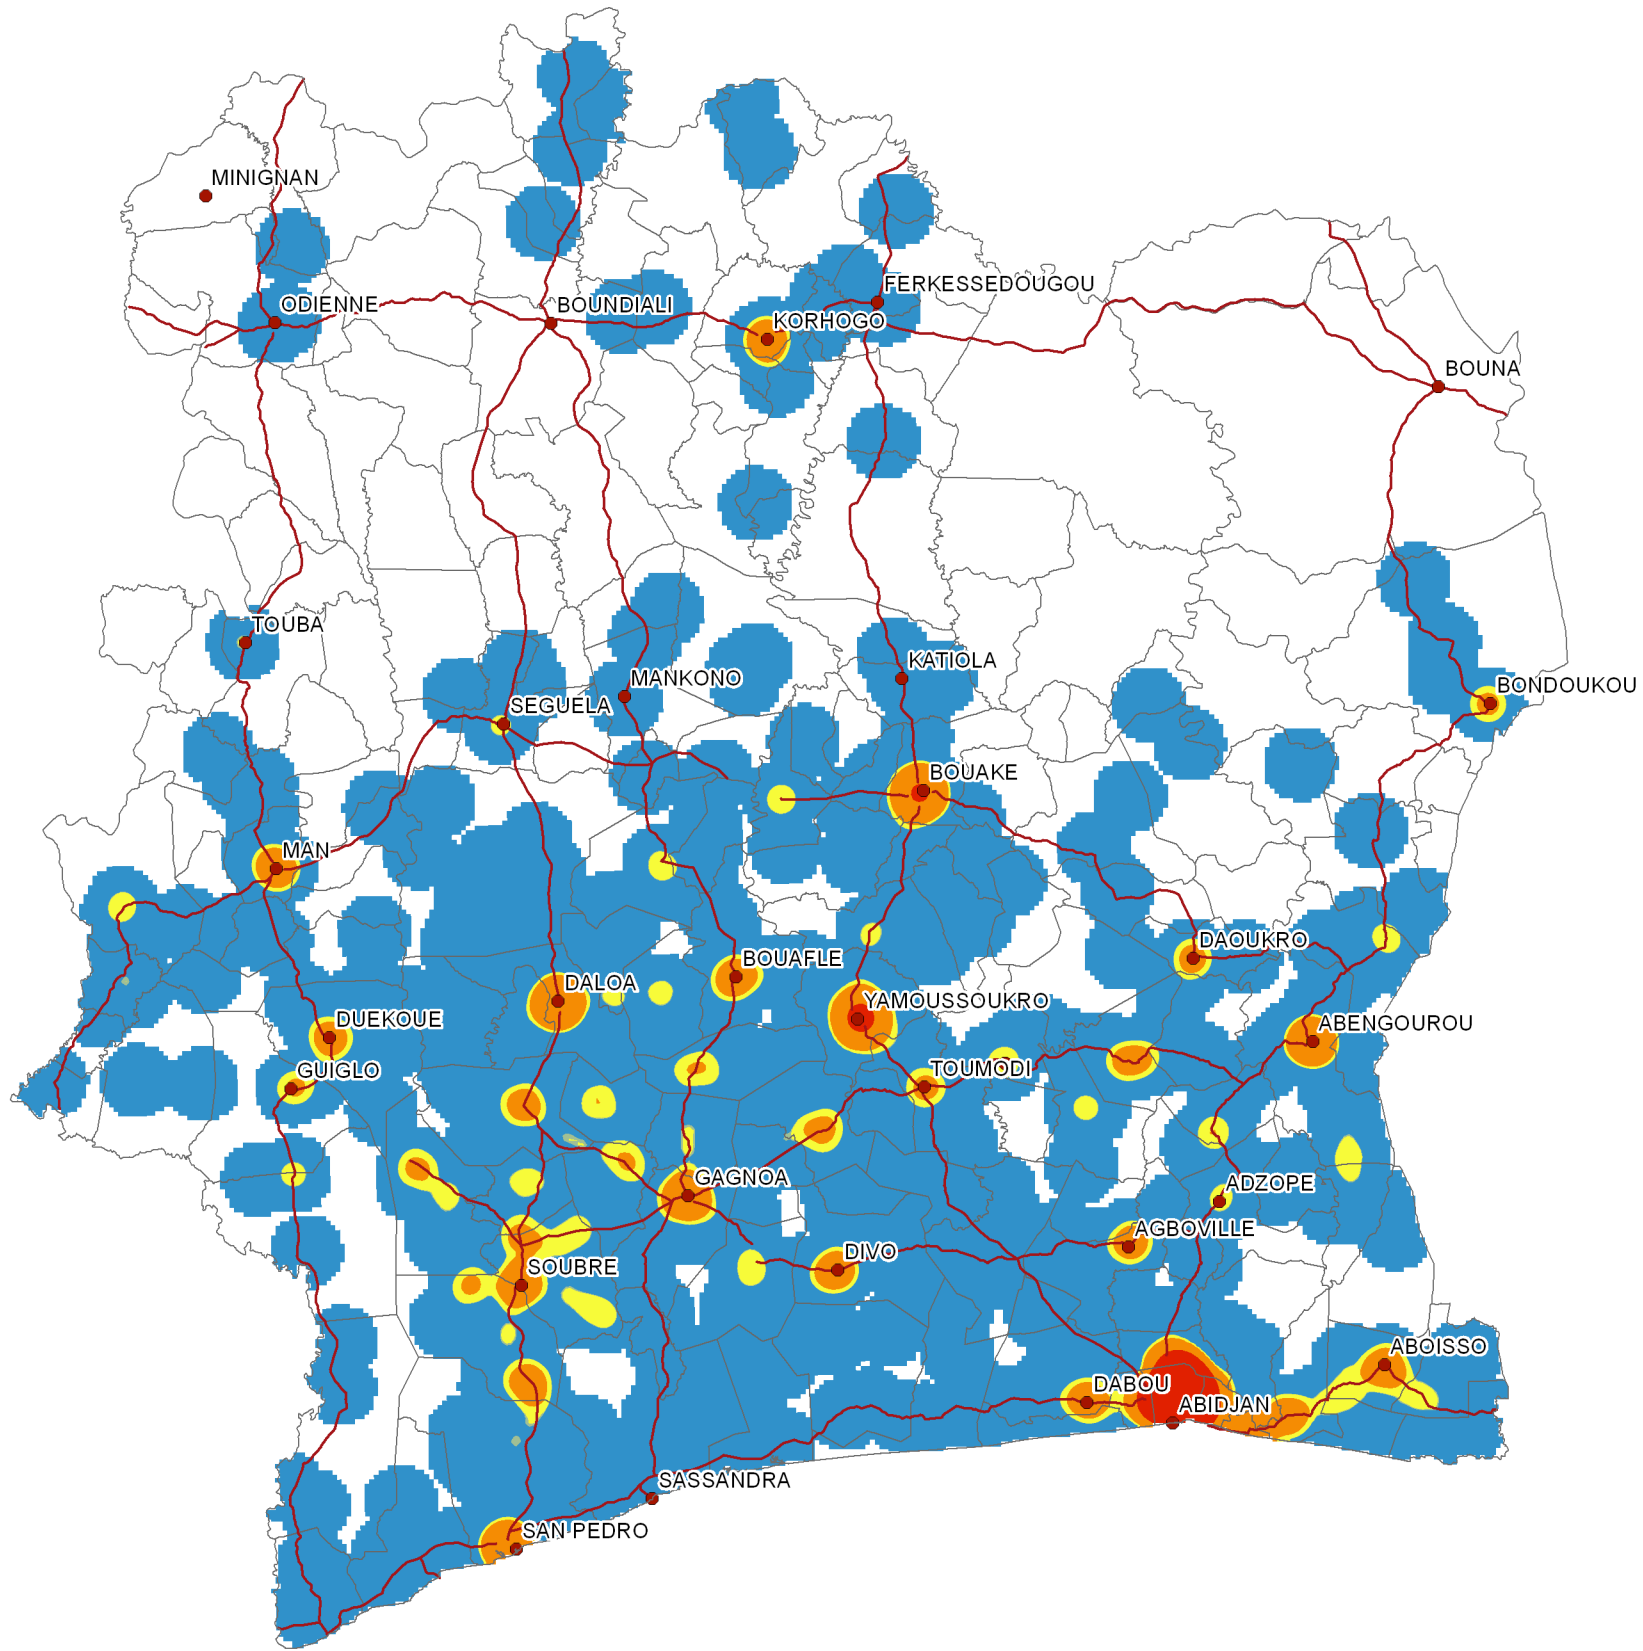 MINIGNAN
ODIENNE
BOUNDIALI
FERKESSEDOUGOU
KORHOGO
BOUNA
TOUBA
KATIOLA
MANKONO
BONDOUKOU
SEGUELA
BOUAKE
MAN
DAOUKRO
BOUAFLE
DALOA
YAMOUSSOUKRO
DUEKOUE
ABENGOUROU
GUIGLO
TOUMODI
GAGNOA
ADZOPE
AGBOVILLE
DIVO
SOUBRE
ABOISSO
DABOU
ABIDJAN
SASSANDRA
SAN PEDRO